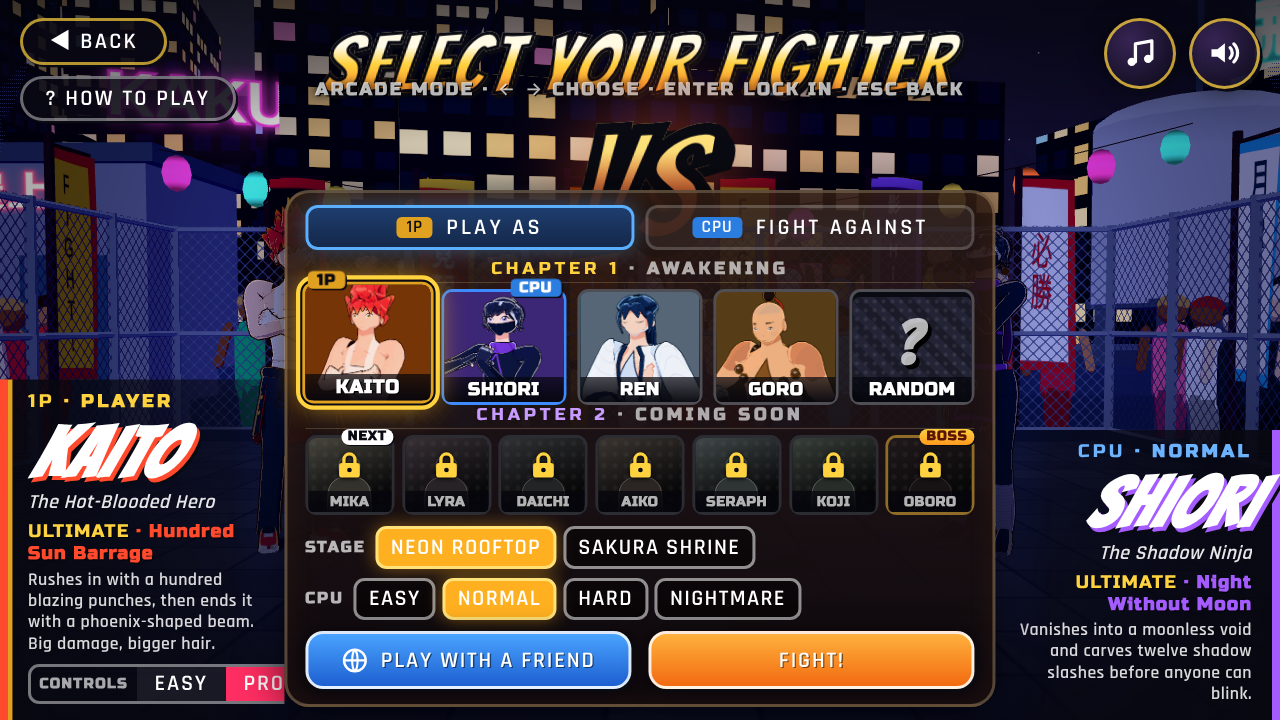 ◀ BACK
SELECT YOUR FIGHTER
? HOW TO PLAY
ARCADE MODE · ← → CHOOSE · ENTER LOCK IN · ESC BACK
VS
1P PLAY AS
CPU FIGHT AGAINST
CHAPTER 1 · AWAKENING
1P
CPU
KAITO
SHIORI
REN
GORO
?
RANDOM
CHAPTER 2 · COMING SOON
NEXT
BOSS
MIKA
LYRA
DAICHI
AIKO
SERAPH
KOJI
OBORO
STAGE
NEON ROOFTOP
SAKURA SHRINE
CPU
EASY
NORMAL
HARD
NIGHTMARE
PLAY WITH A FRIEND
FIGHT!
1P · PLAYER
KAITO
The Hot-Blooded Hero
ULTIMATE · Hundred
Sun Barrage
Rushes in with a hundred
blazing punches, then ends it
with a phoenix-shaped beam.
Big damage, bigger hair.
CONTROLS
EASY
PRO
CPU · NORMAL
SHIORI
The Shadow Ninja
ULTIMATE · Night
Without Moon
Vanishes into a moonless void
and carves twelve shadow
slashes before anyone can
blink.
FIGHT
必勝